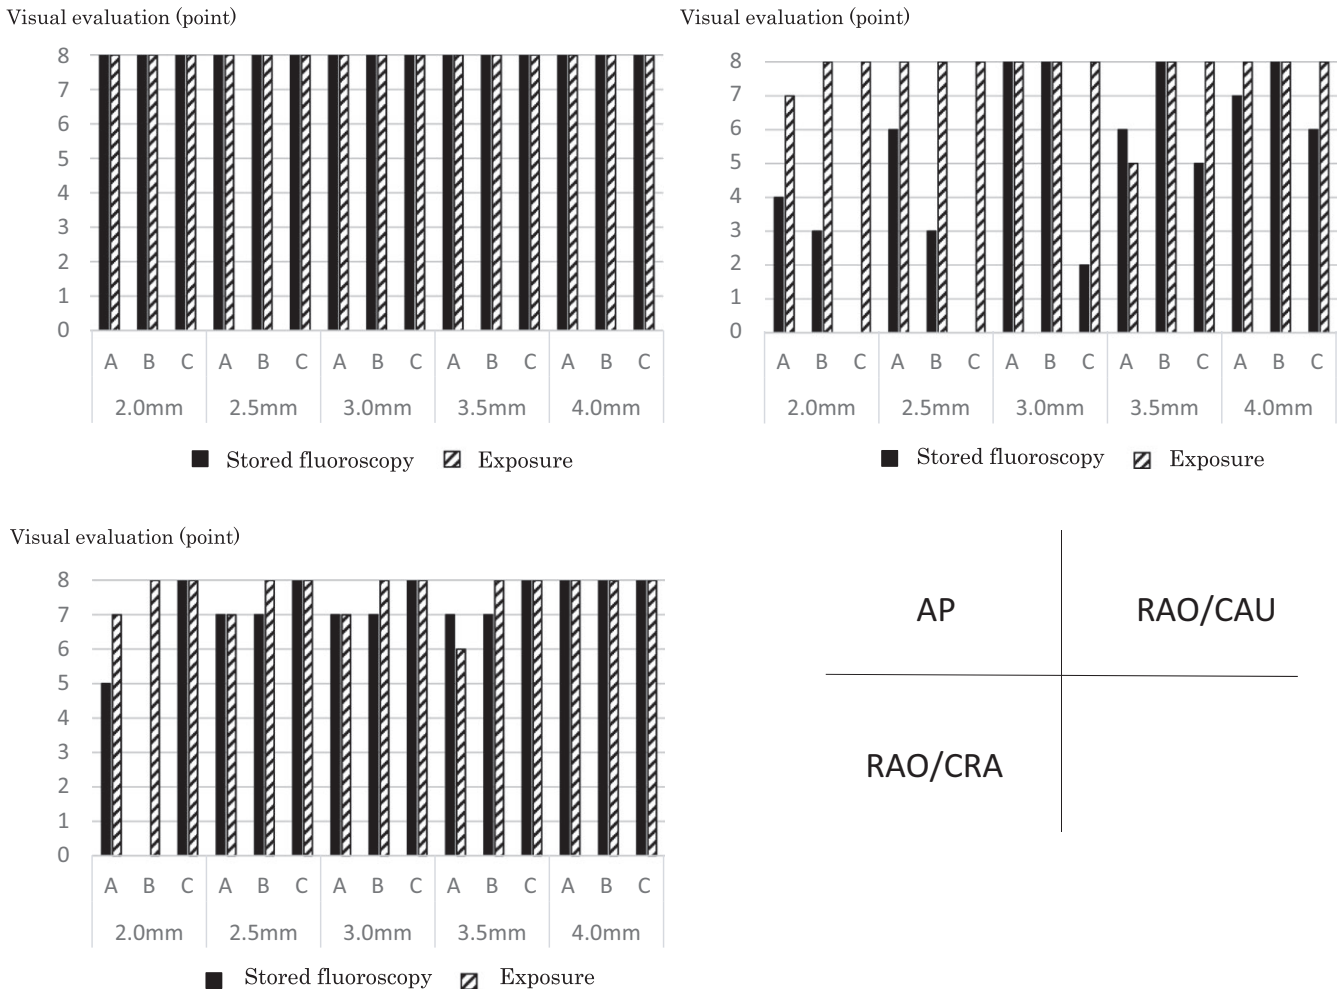 Visual evaluation (point)
8
7
6
5
4
3
2
1
0
A B C A B C A B C A B C A B C
2.0mm 2.5mm 3.0mm 3.5mm 4.0mm
Stored fluoroscopy Exposure
Visual evaluation (point)
8
7
6
5
4
3
2
1
0
A B C A B C A B C A B C A B C
2.0mm 2.5mm 3.0mm 3.5mm 4.0mm
Stored fluoroscopy Exposure
Visual evaluation (point)
8
7
6
5
4
3
2
1
0
A B C A B C A B C A B C A B C
2.0mm 2.5mm 3.0mm 3.5mm 4.0mm
Stored fluoroscopy Exposure
AP RAO/CAU
RAO/CRA